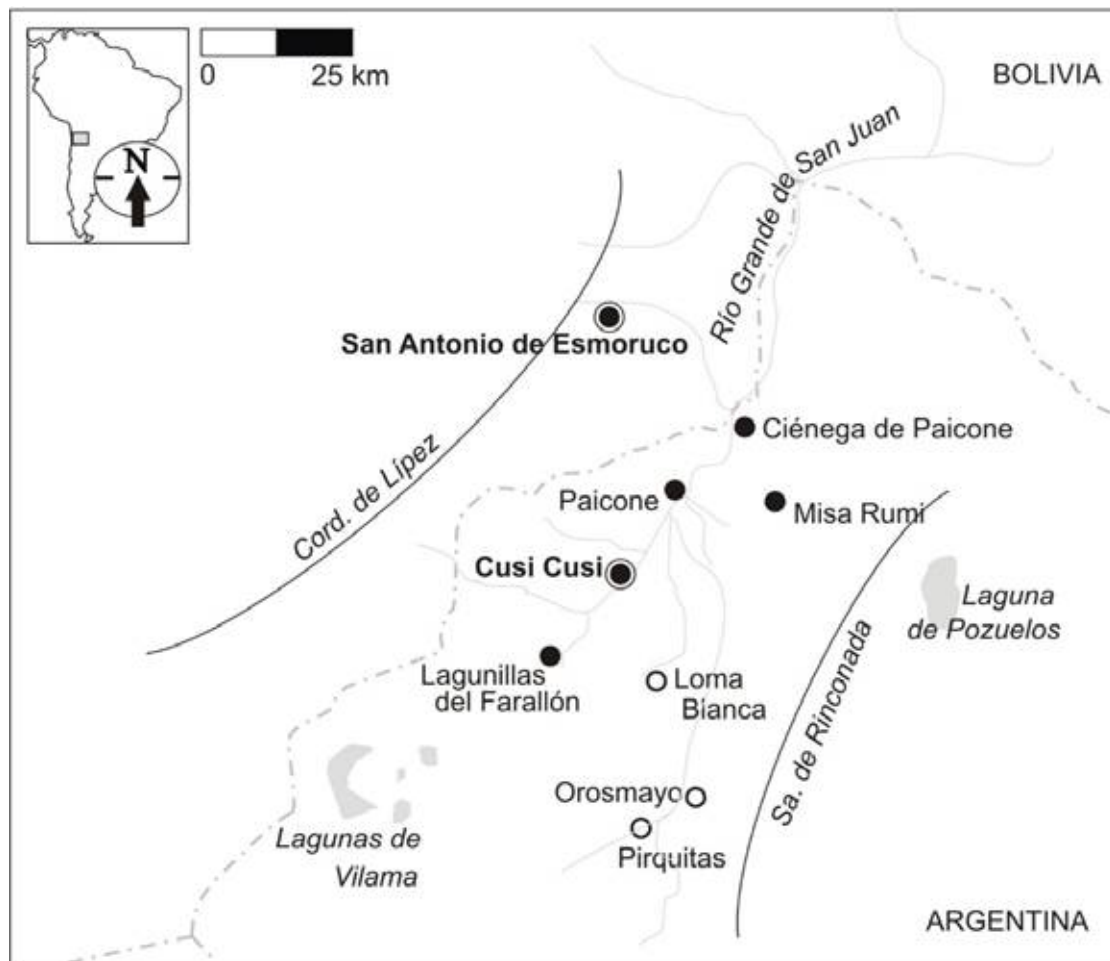 N
0 25 km
BOLIVIA
Río Grande de San Juan
San Antonio de Esmoruco
Cord. de Lípez
Ciénega de Paicone
Paicone
Misa Rumi
Cusi Cusi
Laguna
de Pozuelos
Lagunillas
del Farallón
Loma
Bianca
Sa. de Rinconada
Orosmayo
Pirquitas
Lagunas de
Vilama
ARGENTINA